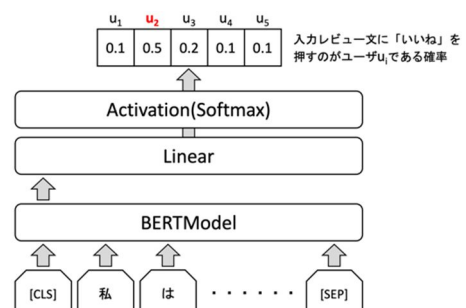 u1 u2 u3 u4 u5
0.1 0.5 0.2 0.1 0.1
入力レビュー文に「いいね」を
押すのがユーザuiである確率
Activation(Softmax)
Linear
BERTModel
[CLS] 私 は ・・・・・・ [SEP]